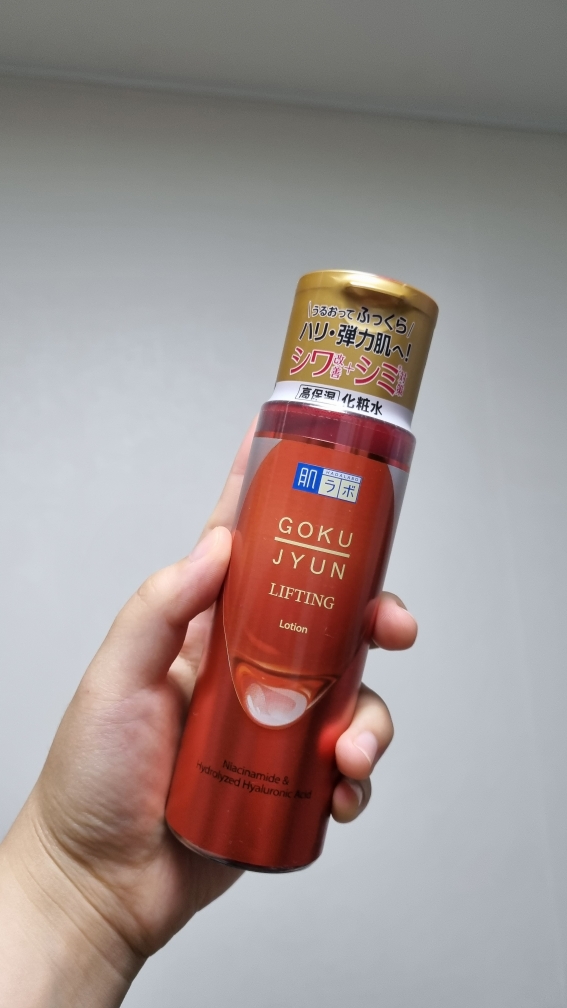 うるおってふっくら
ハリ・弾力肌へ!
シワ改善+シミ
高保湿 化粧水
HADALABO
肌ラボ
GOKU
JYUN
LIFTING
Lotion
Niacinamide &
Hydrolyzed Hyaluronic Acid